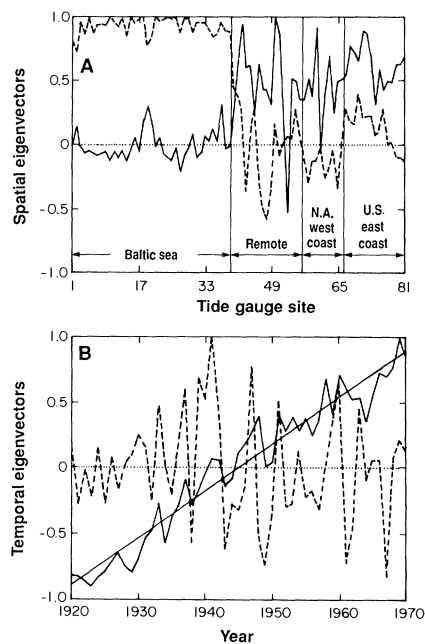 1.0
A
0.5
0
-0.5
-1.0
Spatial eigenvectors
Baltic sea
Remote
N.A.
west
coast
U.S.
east
coast
1 17 33 49 65 81
Tide gauge site
B
1.0
0.5
0
-0.5
-1.0
Temporal eigenvectors
1920 1930 1940 1950 1960 1970
Year